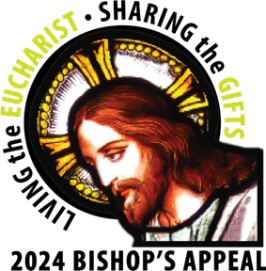 LIVING the EUCHARIST • SHARING the GIFTS
2024 BISHOP'S APPEAL